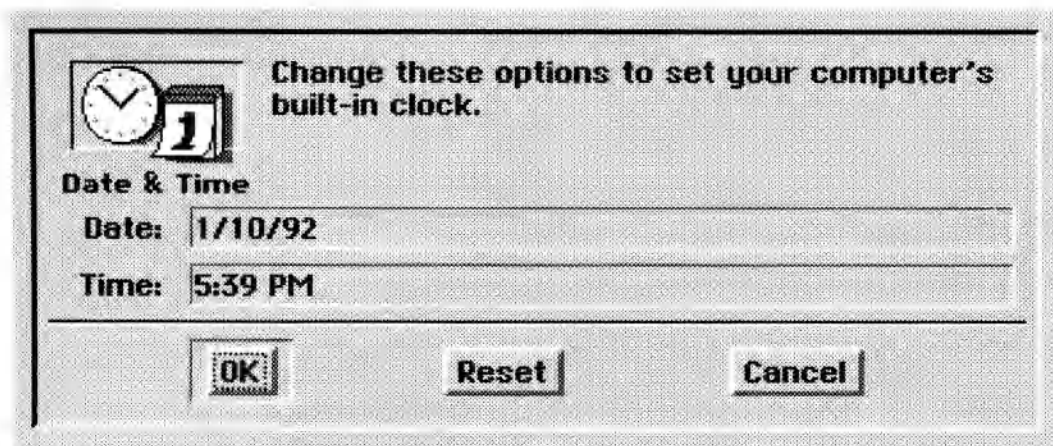 Change these options to set your computer's
built-in clock.
1
Date & Time
Date: 1/10/92
Time: 5:39 PM
OK Reset Cancel